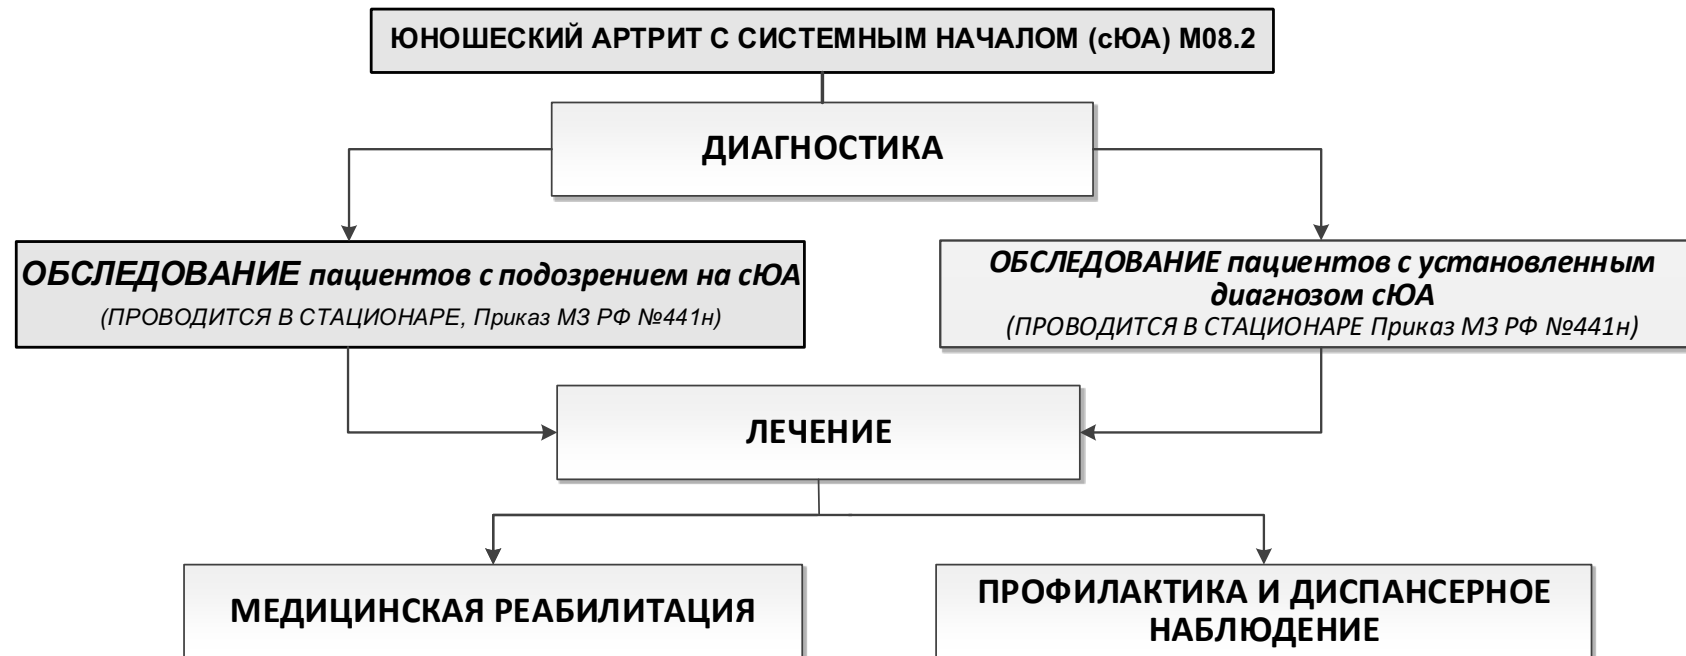 ЮНОШЕСКИЙ АРТРИТ С СИСТЕМНЫМ НАЧАЛОМ (сЮА) М08.2
ДИАГНОСТИКА
ОБСЛЕДОВАНИЕ пациентов с подозрением на сЮА
(ПРОВОДИТСЯ В СТАЦИОНАРЕ, Приказ МЗ РФ №441н)
ОБСЛЕДОВАНИЕ пациентов с установленным
диагнозом сЮА
(ПРОВОДИТСЯ В СТАЦИОНАРЕ Приказ МЗ РФ №441н)
ЛЕЧЕНИЕ
МЕДИЦИНСКАЯ РЕАБИЛИТАЦИЯ
ПРОФИЛАКТИКА И ДИСПАНСЕРНОЕ
НАБЛЮДЕНИЕ